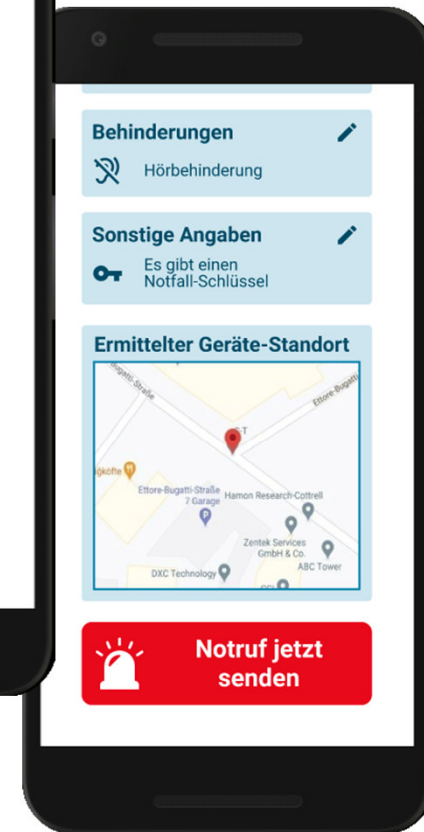 Behinderungen
Hörbehinderung
Sonstige Angaben
Es gibt einen
Notfall-Schlüssel
Ermittelter Geräte-Standort
Bugatti-Straße
Ettore-Bugatti
Ettore-Bugatti-Straße
7 Garage
Hamon Research-Cottrell
Zentek Services
GmbH & Co.
ABC Tower
DXC Technology
Notruf jetzt
senden